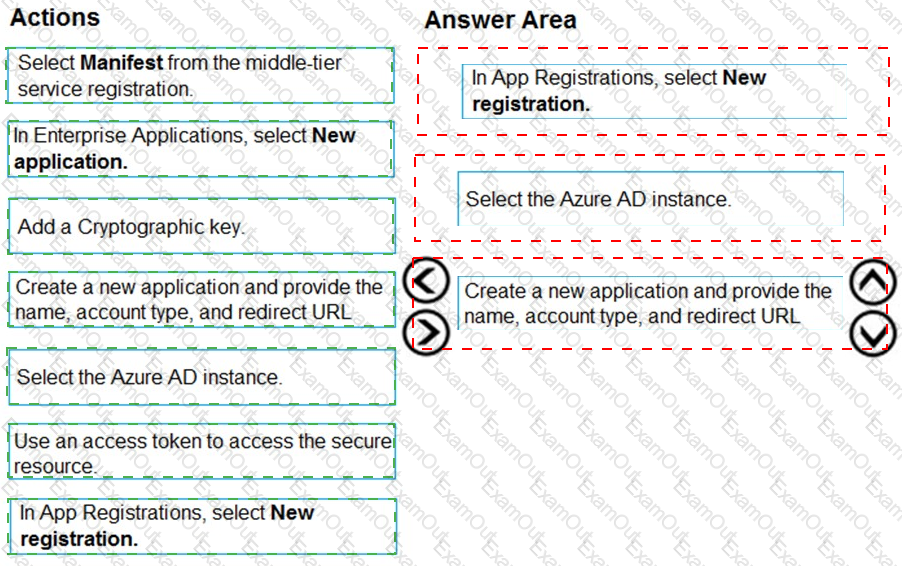 Actions
Select Manifest from the middle-tier
service registration.
In Enterprise Applications, select New
application.
Add a Cryptographic key.
Create a new application and provide the
name, account type, and redirect URL
Select the Azure AD instance.
Use an access token to access the secure
resource.
In App Registrations, select New
registration.
Answer Area
In App Registrations, select New
registration.
Select the Azure AD instance.
Create a new application and provide the
name, account type, and redirect URL